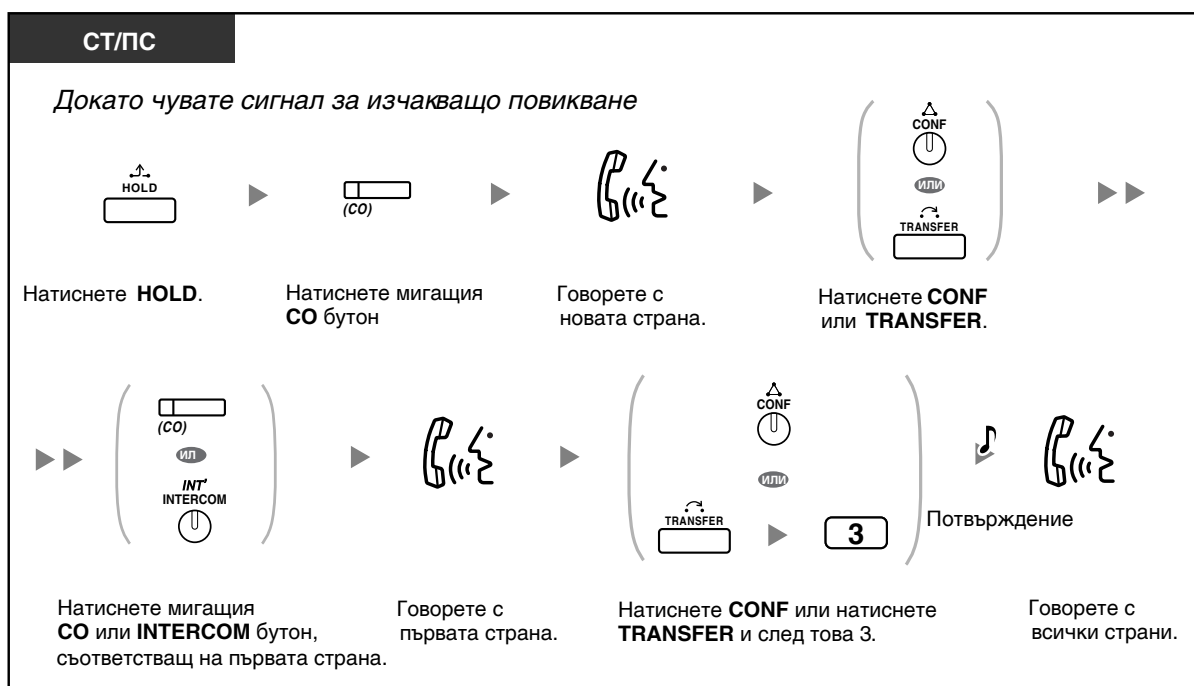 СТ/ПС
Докато чувате сигнал за изчакващо повикване
HOLD
(CO)
CONF
ИЛИ
TRANSFER
Натиснете HOLD.
Натиснете мигащия
CO бутон
Говорете с
новата страна.
Натиснете CONF
или TRANSFER.
(CO)
ИЛ
INT'
INTERCOM
CONF
ИЛИ
TRANSFER
3
Потвърждение
Натиснете мигащия
CO или INTERCOM бутон,
съответстващ на първата страна.
Говорете с
първата страна.
Натиснете CONF или натиснете
TRANSFER и след това 3.
Говорете с
всички страни.